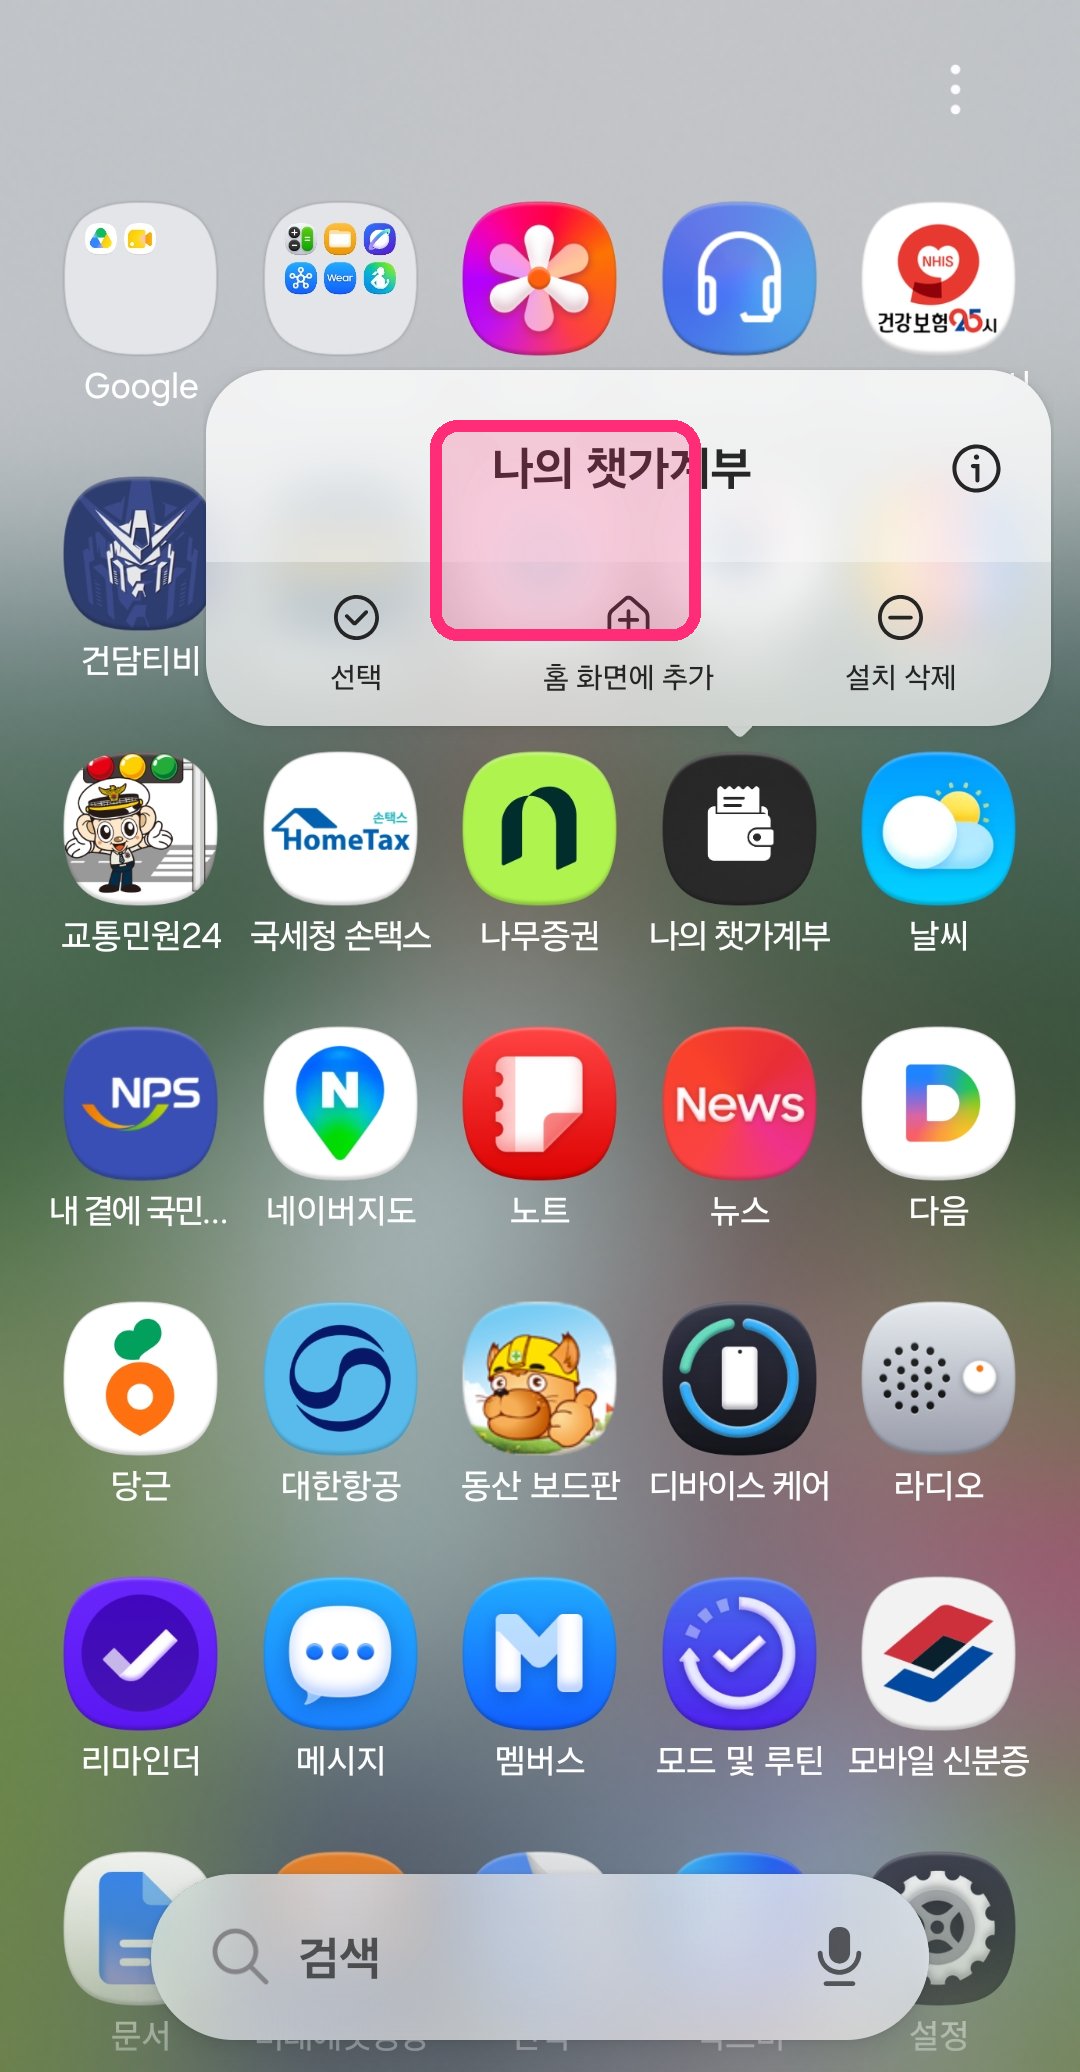 Wear
NHIS
건강보험25시
Google
나의 챗가계부
건담티비
선택
홈 화면에 추가
설치 삭제
손택스
HomeTax
교통민원24
국세청 손택스
나무증권
나의 챗가계부
날씨
NPS
N
News
D
내 곁에 국민...
네이버지도
노트
뉴스
다음
당근
대한항공
동산 보드판
디바이스 케어
라디오
M
리마인더
메시지
멤버스
모드 및 루틴
모바일 신분증
검색
문서
설정